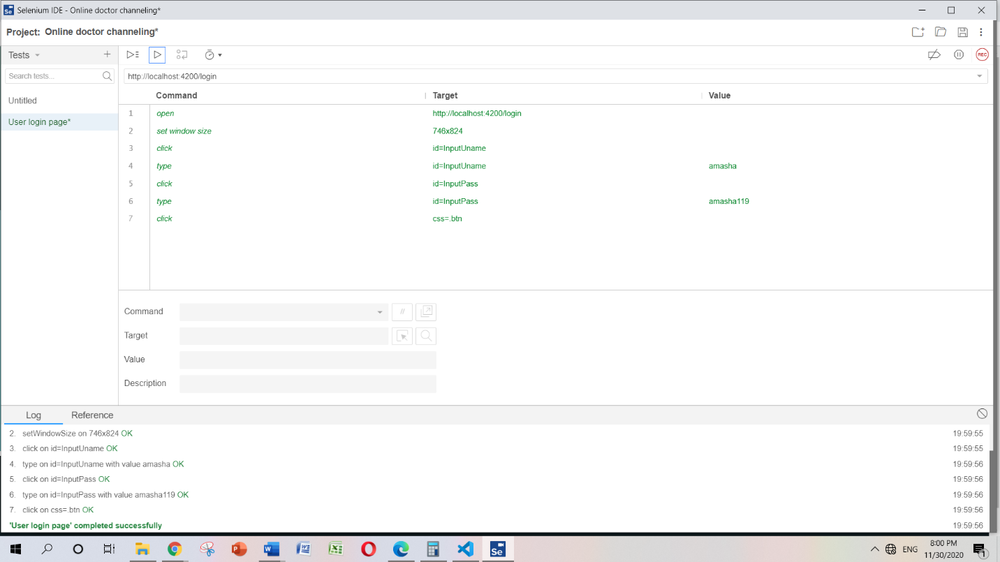 Selenium IDE - Online doctor channeling*
Project: Online doctor channeling*
Tests
REC
Search tests...
http://localhost:4200/login
Untitled
User login page*
Command Target Value
1 open http://localhost:4200/login
2 set window size 746x824
3 click id=InputUname
4 type id=InputUname amasha
5 click id=InputPass
6 type id=InputPass amasha119
7 click css=.btn
Command //
Target
Value
Description
Log Reference
2. setWindowSize on 746x824 OK 19:59:55
3. click on id=InputUname OK 19:59:55
4. type on id=InputUname with value amasha OK 19:59:56
5. click on id=InputPass OK 19:59:56
6. type on id=InputPass with value amasha119 OK 19:59:56
7. click on css=.btn OK 19:59:56
'User login page' completed successfully 19:59:56
ENG
8:00 PM
11/30/2020
1
Se